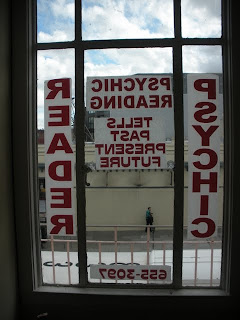 PSYCHIC
READING
TELLS
PAST
PRESENT
FUTURE
PSYCHIC
READER
655-3097